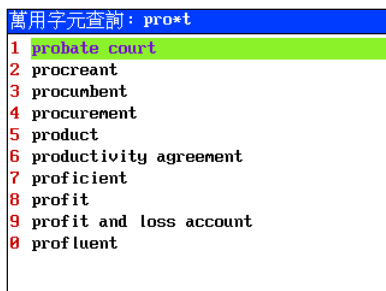 萬用字元查詢: pro*t
1 probate court
2 procreant
3 procumbent
4 procurement
5 product
6 productivity agreement
7 proficient
8 profit
9 profit and loss account
0 profluent